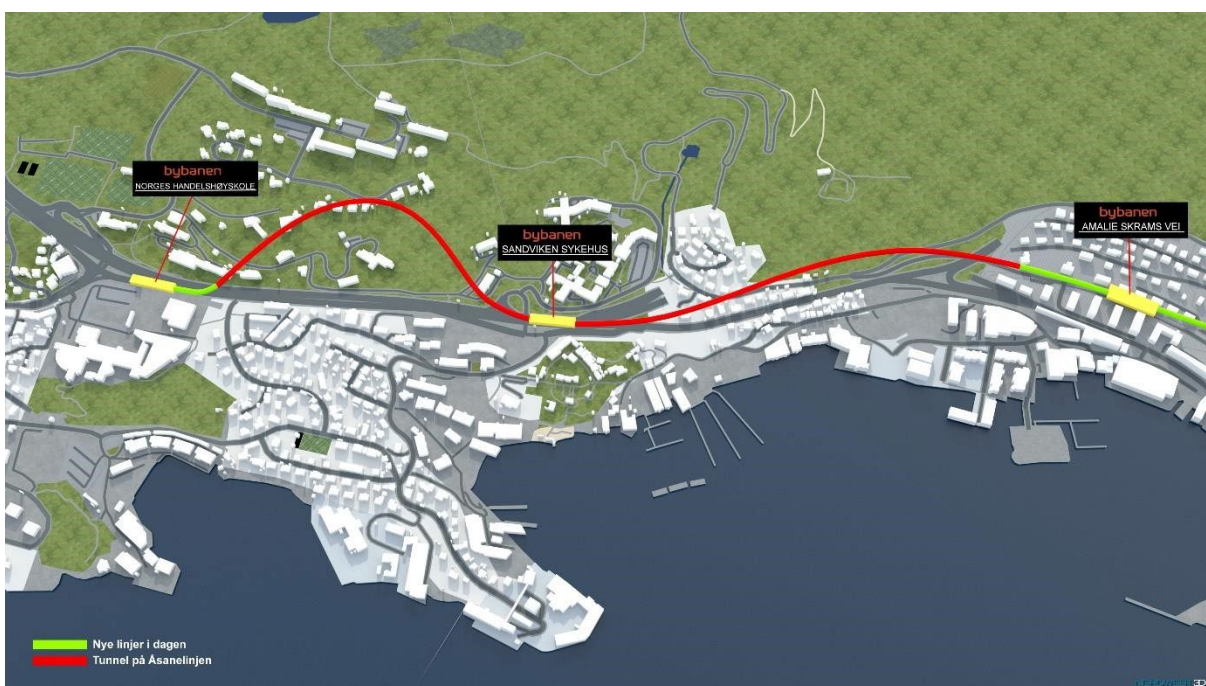 bybanen
NORGES HANDELSHØYSKOLE
bybanen
SANDVIKEN SYKEHUS
bybanen
AMALIE SKRAMS VEI
Nye linjer i dagen
Tunnel på Åsanelinjen